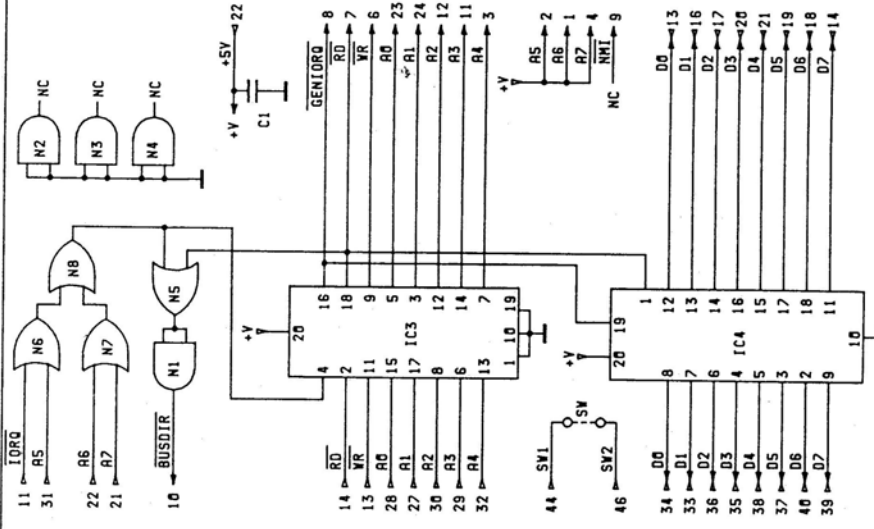 IORQ
11
A5
31
A6
22
A7
21
BUSDIR
10
N6
N7
N8
N5
N1
N2 NC
N3 NC
N4 NC
+V +5V 22
C1
14 RD 2
13 WR 11
28 A0 15
27 A1 17
30 A2 8
29 A3 6
32 A4 13
4
+V
20
IC3
1 10 19
16 GENIORQ 8
18 RD 7
9 WR 6
5 A0 23
3 A1 24
12 A2 12
14 A3 11
7 A4 3
+V
A5 2
A6 1
A7 4
NC NMI 9
44 SW1
SW
46 SW2
+V
20
19
1
IC4
10
34 D0 8
33 D1 7
36 D2 6
35 D3 4
38 D4 5
37 D5 3
40 D6 2
39 D7 9
12 D0 13
13 D1 16
14 D2 17
16 D3 20
15 D4 21
17 D5 19
18 D6 18
11 D7 14